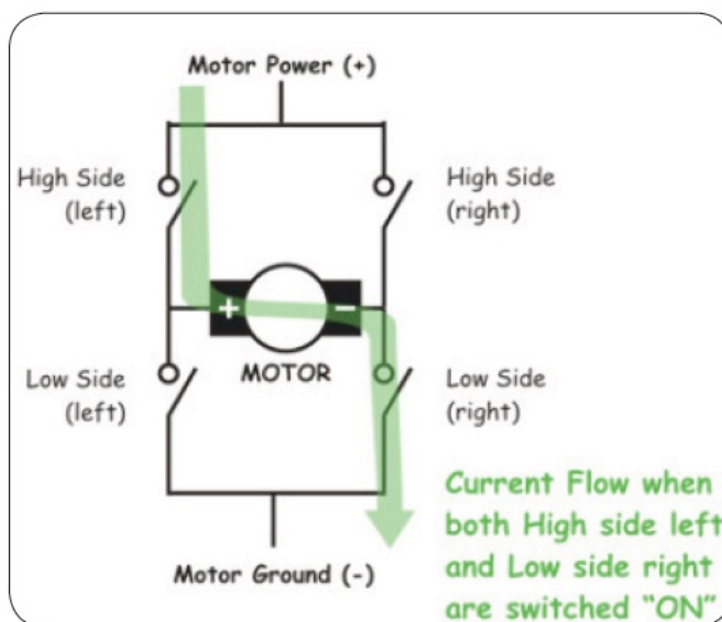 Motor Power (+)
High Side
(left)
High Side
(right)
+
−
MOTOR
Low Side
(left)
Low Side
(right)
Current Flow when
both High side left
and Low side right
are switched "ON"
Motor Ground (-)